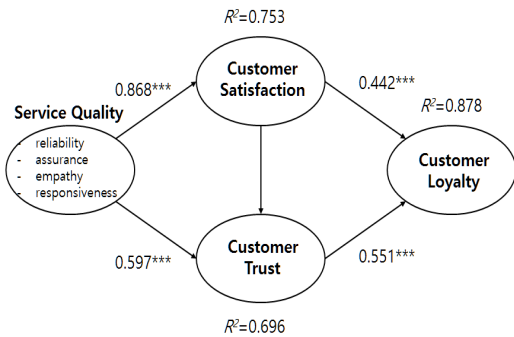 R²=0.753
Customer
Satisfaction
0.868***
0.442***
R²=0.878
Service Quality
- reliability
- assurance
- empathy
- responsiveness
Customer
Loyalty
0.597***
Customer
Trust
0.551***
R²=0.696